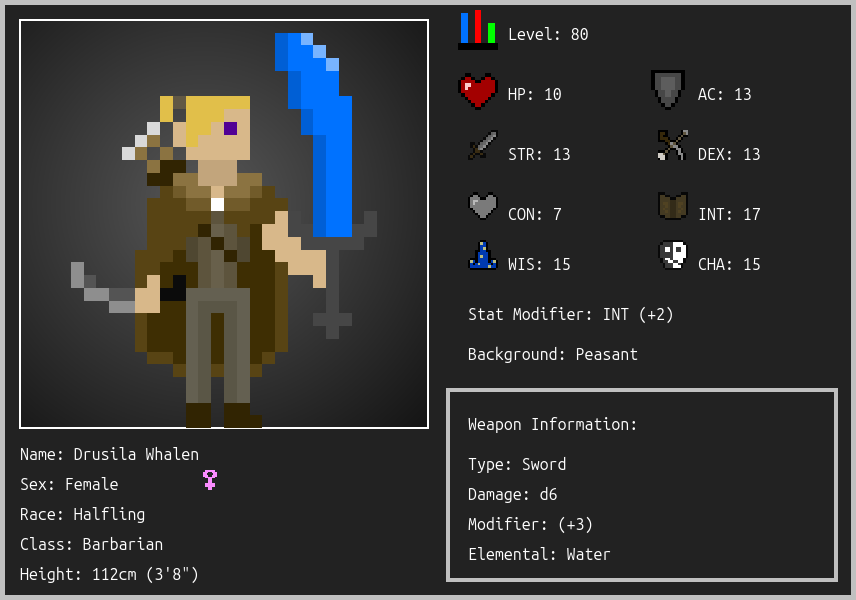 Level: 80
HP: 10
AC: 13
STR: 13
DEX: 13
CON: 7
INT: 17
WIS: 15
CHA: 15
Stat Modifier: INT (+2)
Background: Peasant
Weapon Information:
Type: Sword
Damage: d6
Modifier: (+3)
Elemental: Water
Name: Drusila Whalen
Sex: Female
Race: Halfling
Class: Barbarian
Height: 112cm (3'8")